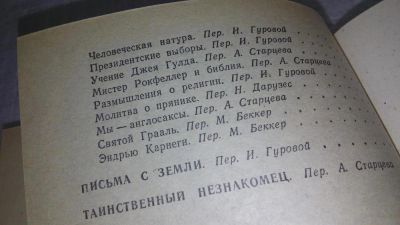 Человеческая натура. Пер. И. Гуровой . . . .
Президентские выборы. Пер. И. Гуровой . . .
Учение Джея Гулда. Пер. А. Старцева . . . .
Мистер Рокфеллер и библия. Пер. А. Старцева
Размышления о религии. Пер. И. Гуровой . .
Молитва о прянике. Пер. Н. Дарузес . . . .
Мы — англосаксы. Пер. А. Старцева . . . .
Святой Грааль. Пер. М. Беккер . . . .
Эндрью Карнеги. Пер. М. Беккер . . . .
ПИСЬМА С ЗЕМЛИ. Пер. И. Гуровой . . . .
ТАИНСТВЕННЫЙ НЕЗНАКОМЕЦ. Пер. А. Старцева